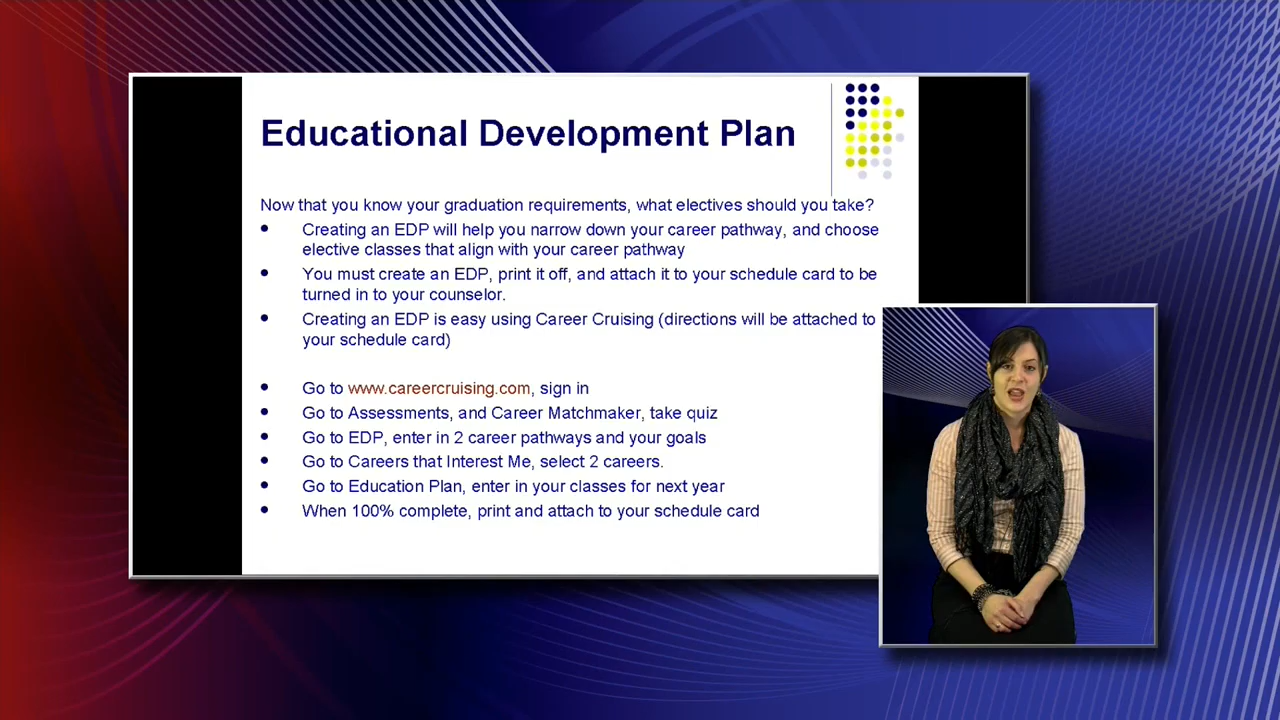 Educational Development Plan
Now that you know your graduation requirements, what electives should you take?
Creating an EDP will help you narrow down your career pathway, and choose
elective classes that align with your career pathway
You must create an EDP, print it off, and attach it to your schedule card to be
turned in to your counselor.
Creating an EDP is easy using Career Cruising (directions will be attached to
your schedule card)
Go to www.careercruising.com, sign in
Go to Assessments, and Career Matchmaker, take quiz
Go to EDP, enter in 2 career pathways and your goals
Go to Careers that Interest Me, select 2 careers.
Go to Education Plan, enter in your classes for next year
When 100% complete, print and attach to your schedule card